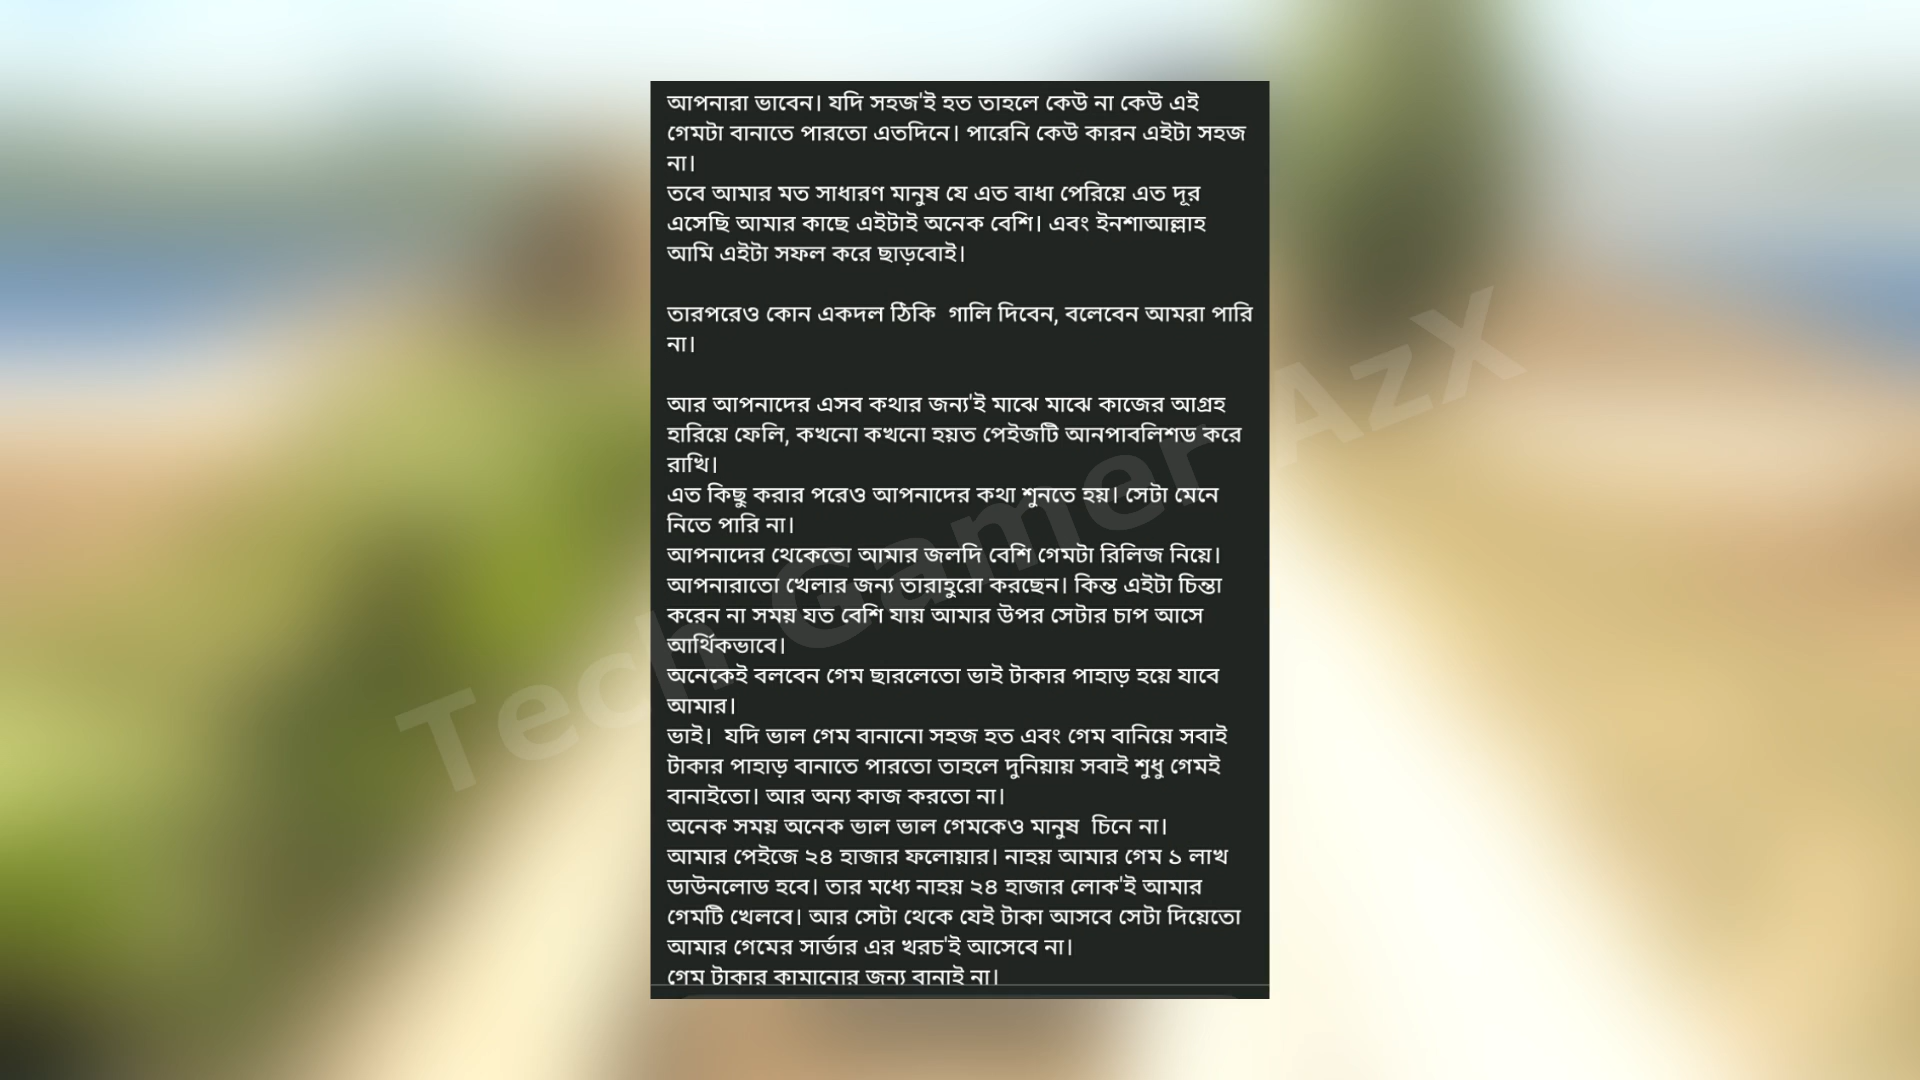 আপনারা ভাবেন। যদি সহজ'ই হত তাহলে কেউ না কেউ এই
গেমটা বানাতে পারতো এতদিনে। পারেনি কেউ কারন এইটা সহজ
না।
তবে আমার মত সাধারণ মানুষ যে এত বাধা পেরিয়ে এত দূর
এসেছি আমার কাছে এইটাই অনেক বেশি। এবং ইনশাআল্লাহ
আমি এইটা সফল করে ছাড়বোই।
তারপরেও কোন একদল ঠিকি গালি দিবেন, বলেবেন আমরা পারি
না।
আর আপনাদের এসব কথার জন্য'ই মাঝে মাঝে কাজের আগ্রহ
হারিয়ে ফেলি, কখনো কখনো হয়ত পেইজটি আনপাবলিশড করে
রাখি।
এত কিছু করার পরেও আপনাদের কথা শুনতে হয়। সেটা মেনে
নিতে পারি না।
আপনাদের থেকেতো আমার জলদি বেশি গেমটা রিলিজ নিয়ে।
আপনারাতো খেলার জন্য তারাহুরো করছেন। কিন্ত এইটা চিন্তা
করেন না সময় যত বেশি যায় আমার উপর সেটার চাপ আসে
আর্থিকভাবে।
অনেকেই বলবেন গেম ছারলেতো ভাই টাকার পাহাড় হয়ে যাবে
আমার।
ভাই। যদি ভাল গেম বানানো সহজ হত এবং গেম বানিয়ে সবাই
টাকার পাহাড় বানাতে পারতো তাহলে দুনিয়ায় সবাই শুধু গেমই
বানাইতো। আর অন্য কাজ করতো না।
অনেক সময় অনেক ভাল ভাল গেমকেও মানুষ চিনে না।
আমার পেইজে ২৪ হাজার ফলোয়ার। নাহয় আমার গেম ১ লাখ
ডাউনলোড হবে। তার মধ্যে নাহয় ২৪ হাজার লোক'ই আমার
গেমটি খেলবে। আর সেটা থেকে যেই টাকা আসবে সেটা দিয়েতো
আমার গেমের সার্ভার এর খরচ'ই আসেবে না।
গেম টাকার কামানোর জন্য বানাই না।
Tech Gamer AzX